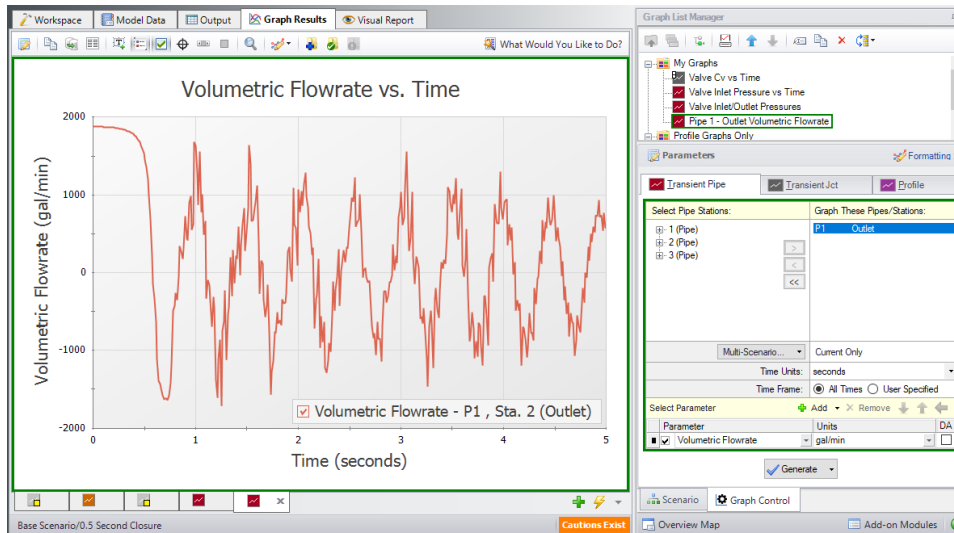 Workspace Model Data Output Graph Results Visual Report
What Would You Like to Do?
Volumetric Flowrate vs. Time
Volumetric Flowrate (gal/min)
2000
1000
0
-1000
-2000
0 1 2 3 4 5
Volumetric Flowrate - P1 , Sta. 2 (Outlet)
Time (seconds)
Base Scenario/0.5 Second Closure
Cautions Exist
Graph List Manager
My Graphs
Valve Cv vs Time
Valve Inlet Pressure vs Time
Valve Inlet/Outlet Pressures
Pipe 1 - Outlet Volumetric Flowrate
Profile Graphs Only
Parameters
Formatting
Transient Pipe Transient Jct Profile
Select Pipe Stations: Graph These Pipes/Stations:
1 (Pipe)
2 (Pipe)
3 (Pipe)
P1 Outlet
>
<
<<
Multi-Scenario... Current Only
Time Units: seconds
Time Frame: All Times User Specified
Select Parameter Add Remove
Parameter Units DA
Volumetric Flowrate gal/min
Generate
Scenario Graph Control
Overview Map Add-on Modules